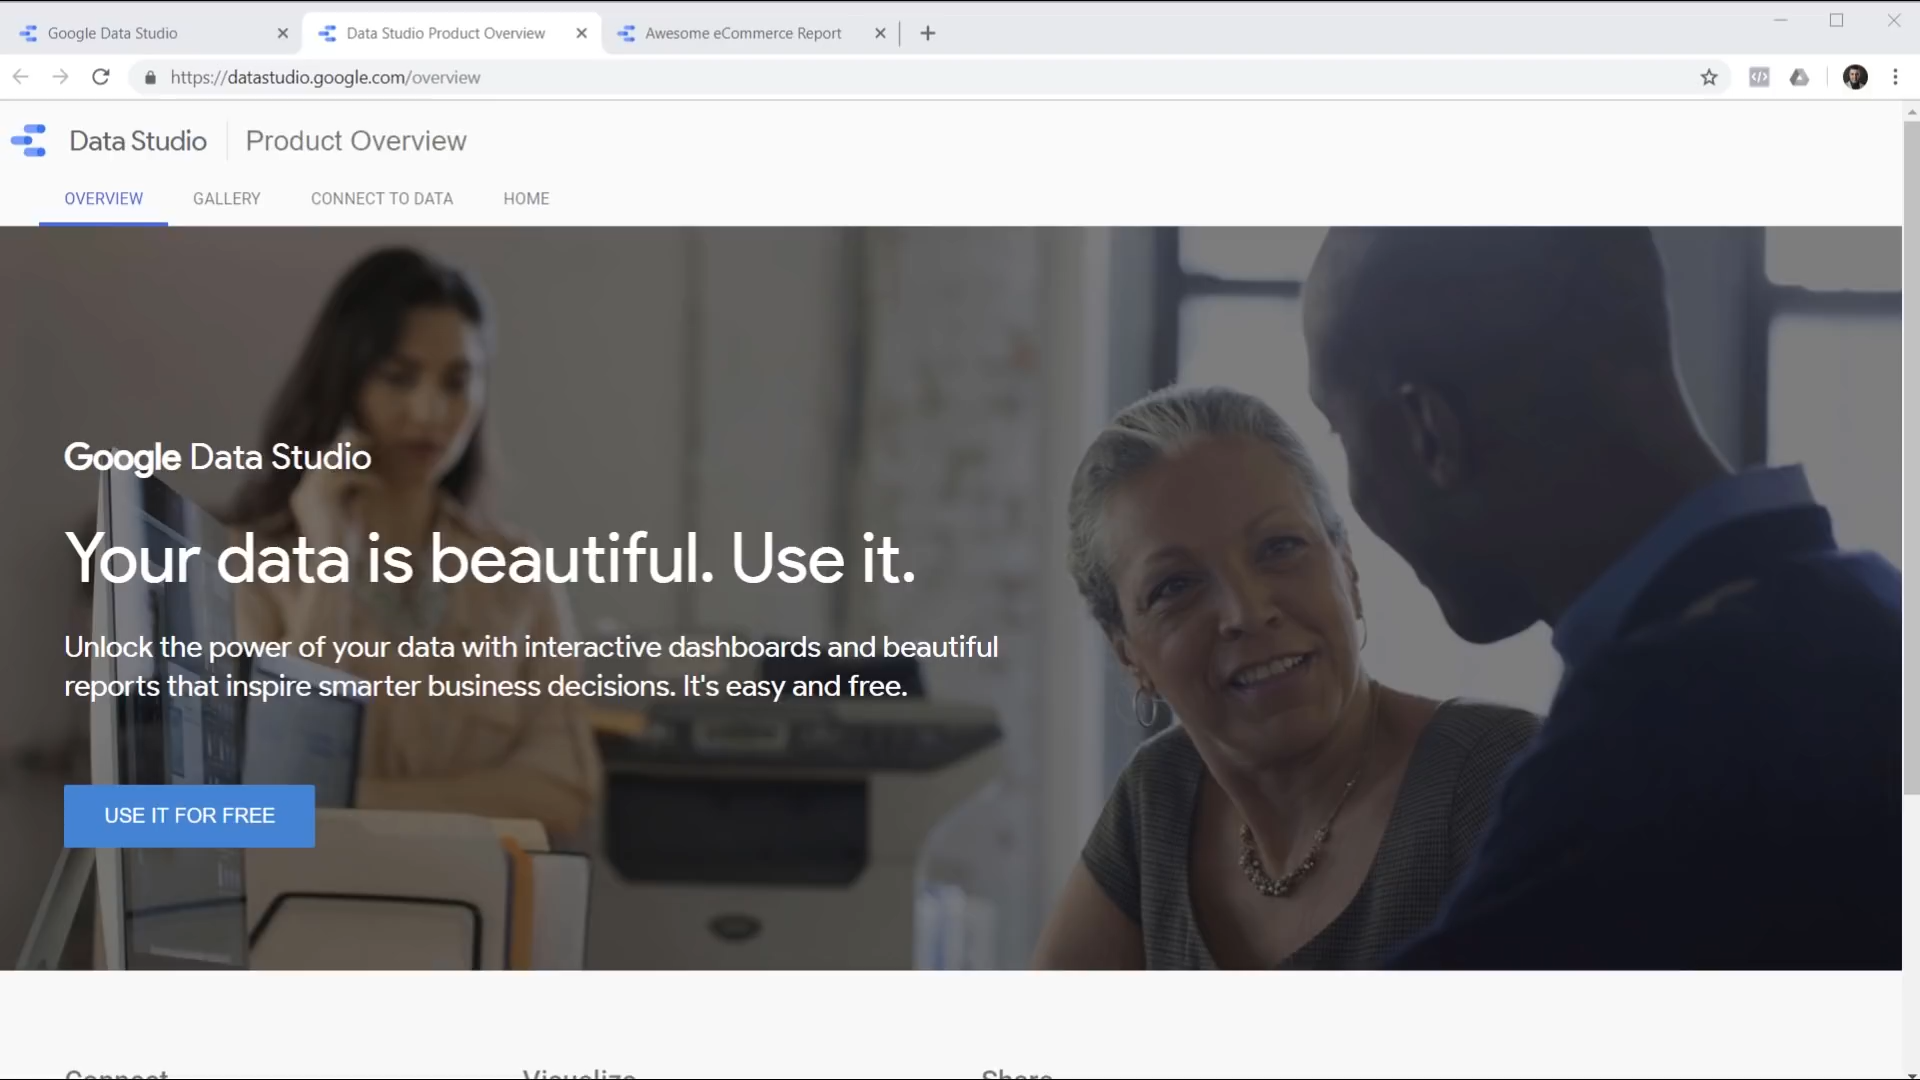 Google Data Studio
Data Studio Product Overview
Awesome eCommerce Report
https://datastudio.google.com/overview
Data Studio
Product Overview
OVERVIEW
GALLERY
CONNECT TO DATA
HOME
Google Data Studio
Your data is beautiful. Use it.
Unlock the power of your data with interactive dashboards and beautiful
reports that inspire smarter business decisions. It's easy and free.
USE IT FOR FREE
Connect
Visualize
Share